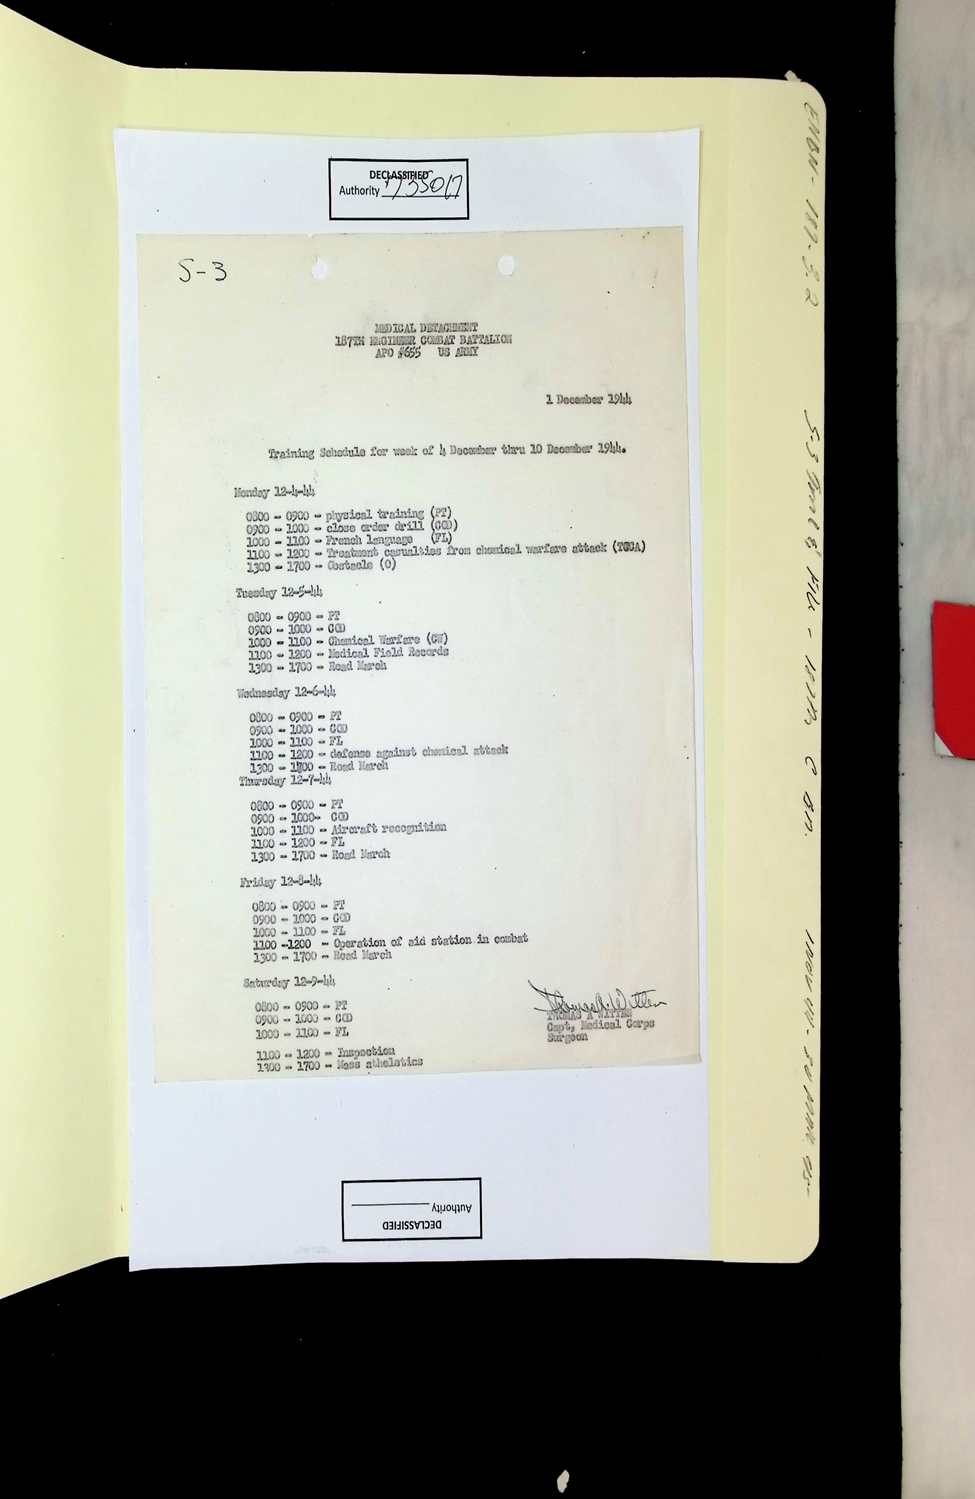 DECLASSIFIED
Authority 735017
S-3
MEDICAL DETACHMENT
187TH ENGINEER COMBAT BATTALION
APO #655 US ARMY
1 December 1944
Training Schedule for week of 4 December thru 10 December 1944.
Monday 12-4-44
0800 - 0900 - physical training (PT)
0900 - 1000 - close order drill (COD)
1000 - 1100 - French language (FL)
1100 - 1200 - Treatment casualties from chemical warfare attack (TCCA)
1300 - 1700 - Obstacle (O)
Tuesday 12-5-44
0800 - 0900 - PT
0900 - 1000 - COD
1000 - 1100 - Chemical Warfare (CW)
1100 - 1200 - Medical Field Records
1300 - 1700 - Road March
Wednesday 12-6-44
0800 - 0900 - PT
0900 - 1000 - COD
1000 - 1100 - FL
1100 - 1200 - defense against chemical attack
1300 - 1700 - Road March
Thursday 12-7-44
0800 - 0900 - PT
0900 - 1000- COD
1000 - 1100 - Aircraft recognition
1100 - 1200 - FL
1300 - 1700 - Road March
Friday 12-8-44
0800 - 0900 - PT
0900 - 1000 - COD
1000 - 1100 - FL
1100 -1200 - Operation of aid station in combat
1300 - 1700 - Road March
Saturday 12-9-44
0800 - 0900 - PT
0900 - 1000 - COD
1000 - 1100 - FL
1100 - 1200 - Inspection
1300 - 1700 - Mass atheletics
Thomas A. Witten
THOMAS A WITTEN
Capt, Medical Corps
Surgeon
DECLASSIFIED
Authority
ENBN - 187 - 3.2